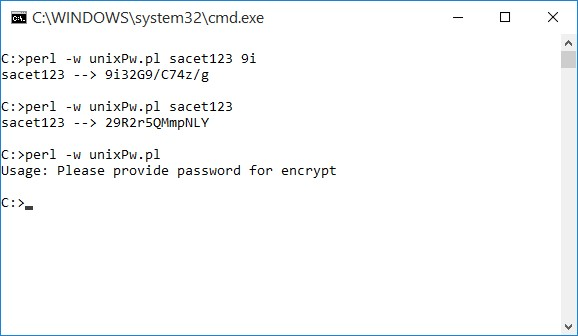 C:\WINDOWS\system32\cmd.exe
C:>perl -w unixPw.pl sacet123 9i
sacet123 --> 9i32G9/C74z/g
C:>perl -w unixPw.pl sacet123
sacet123 --> 29R2r5QMmpNLY
C:>perl -w unixPw.pl
Usage: Please provide password for encrypt
C:>